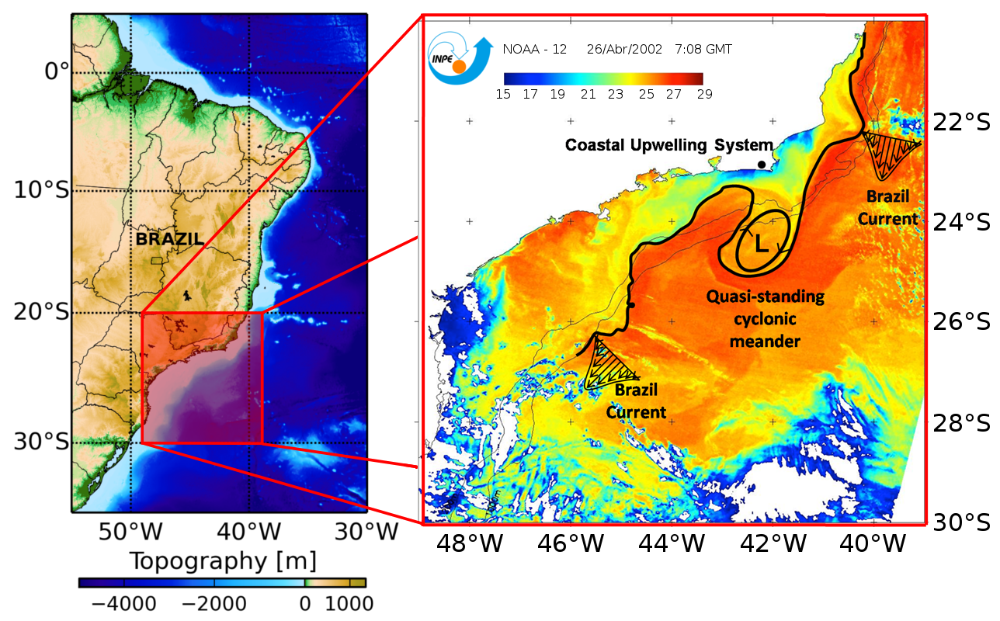 0°
10°S
20°S
30°S
BRAZIL
50°W 40°W 30°W
Topography [m]
−4000 −2000 0 1000
INPE
NOAA - 12 26/Abr/2002 7:08 GMT
15 17 19 21 23 25 27 29
Coastal Upwelling System
Brazil
Current
L
Quasi-standing
cyclonic
meander
Brazil
Current
22°S
24°S
26°S
28°S
30°S
48°W 46°W 44°W 42°W 40°W